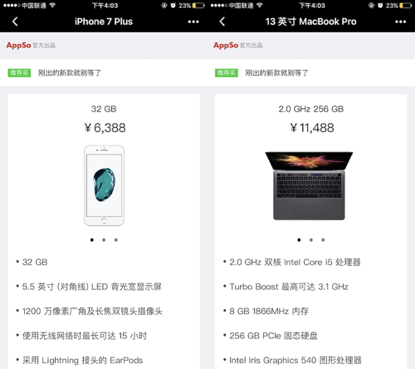 中国联通 下午4:03 23%
iPhone 7 Plus
AppSo 官方出品
推荐买 刚出的新款就别等了
32 GB
¥6,388
• 32 GB
• 5.5 英寸 (对角线) LED 背光宽显示屏
• 1200 万像素广角及长焦双镜头摄像头
• 使用无线网络时最长可达 15 小时
• 采用 Lightning 接头的 EarPods
中国联通 下午4:03 23%
13 英寸 MacBook Pro
AppSo 官方出品
推荐买 刚出的新款就别等了
2.0 GHz 256 GB
¥11,488
• 2.0 GHz 双核 Intel Core i5 处理器
• Turbo Boost 最高可达 3.1 GHz
• 8 GB 1866MHz 内存
• 256 GB PCIe 固态硬盘
• Intel Iris Graphics 540 图形处理器